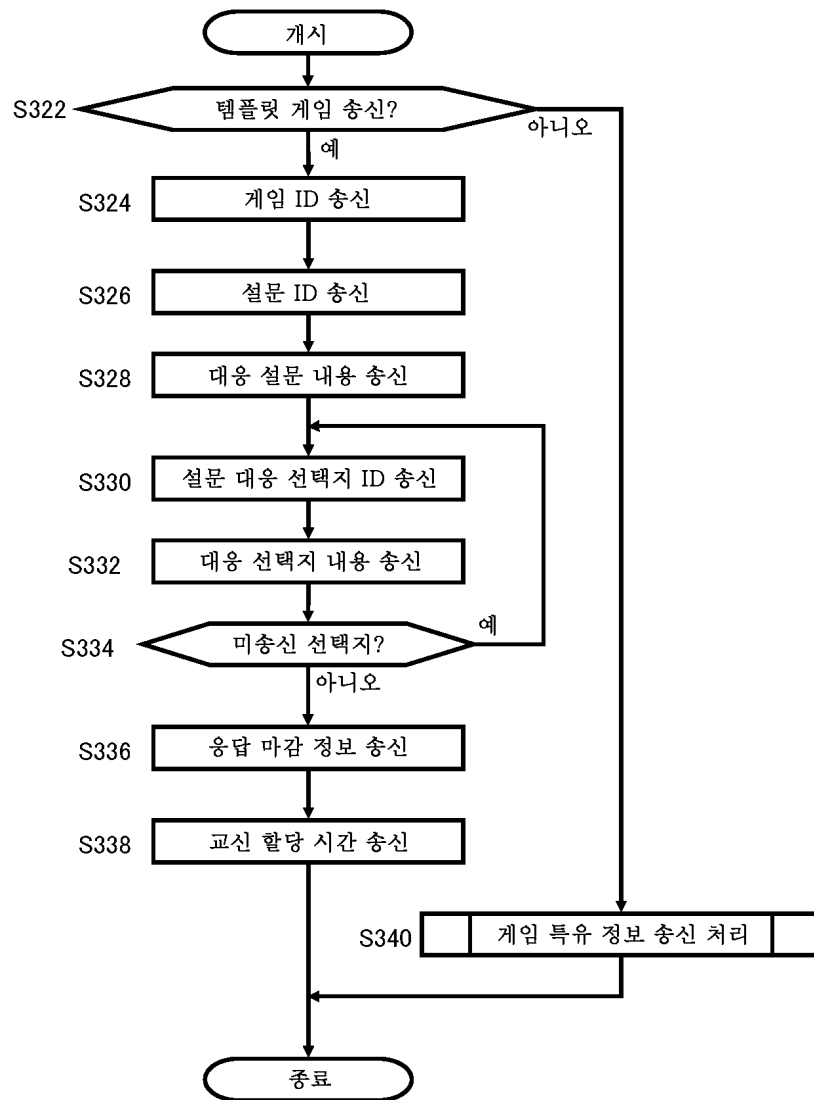 개시
S322
템플릿 게임 송신?
아니오
예
S324
게임 ID 송신
S326
설문 ID 송신
S328
대응 설문 내용 송신
S330
설문 대응 선택지 ID 송신
S332
대응 선택지 내용 송신
S334
미송신 선택지?
예
아니오
S336
응답 마감 정보 송신
S338
교신 할당 시간 송신
S340
게임 특유 정보 송신 처리
종료